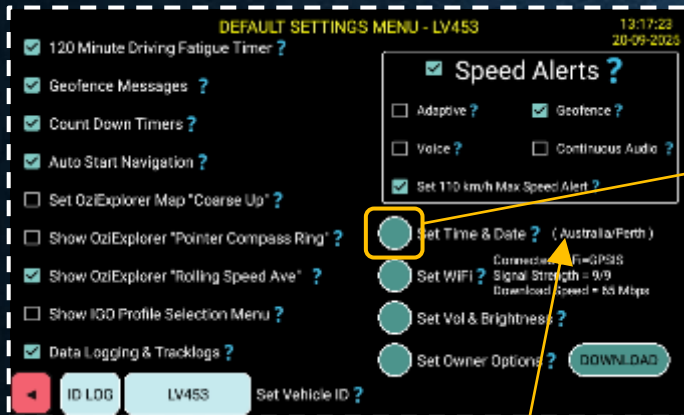 DEFAULT SETTINGS MENU - LV453
13:17:23
20-09-2025
120 Minute Driving Fatigue Timer ?
Geofence Messages ?
Count Down Timers ?
Auto Start Navigation ?
Set OziExplorer Map "Coarse Up" ?
Show OziExplorer "Pointer Compass Ring" ?
Show OziExplorer "Rolling Speed Ave" ?
Show IGO Profile Selection Menu ?
Data Logging & Tracklogs ?
ID LOG
LV453
Set Vehicle ID ?
Speed Alerts ?
Adaptive ?
Geofence ?
Voice ?
Continuous Audio ?
Set 110 km/h Max Speed Alert ?
Set Time & Date ? ( Australia/Perth )
Set WiFi ?
Signal Strength = 9/9
Download Speed = 65 Mbps
Set Vol & Brightness ?
Set Owner Options ?
DOWNLOAD